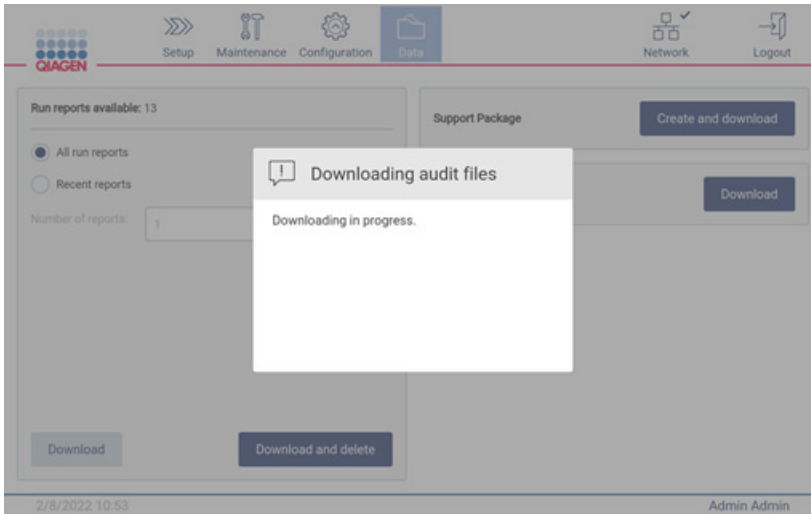 QIAGEN
Setup
Maintenance
Configuration
Data
Network
Logout
Run reports available: 13
All run reports
Recent reports
Number of reports:
1
Download
Download and delete
Support Package
Create and download
Download
Downloading audit files
Downloading in progress.
2/8/2022 10:53
Admin Admin